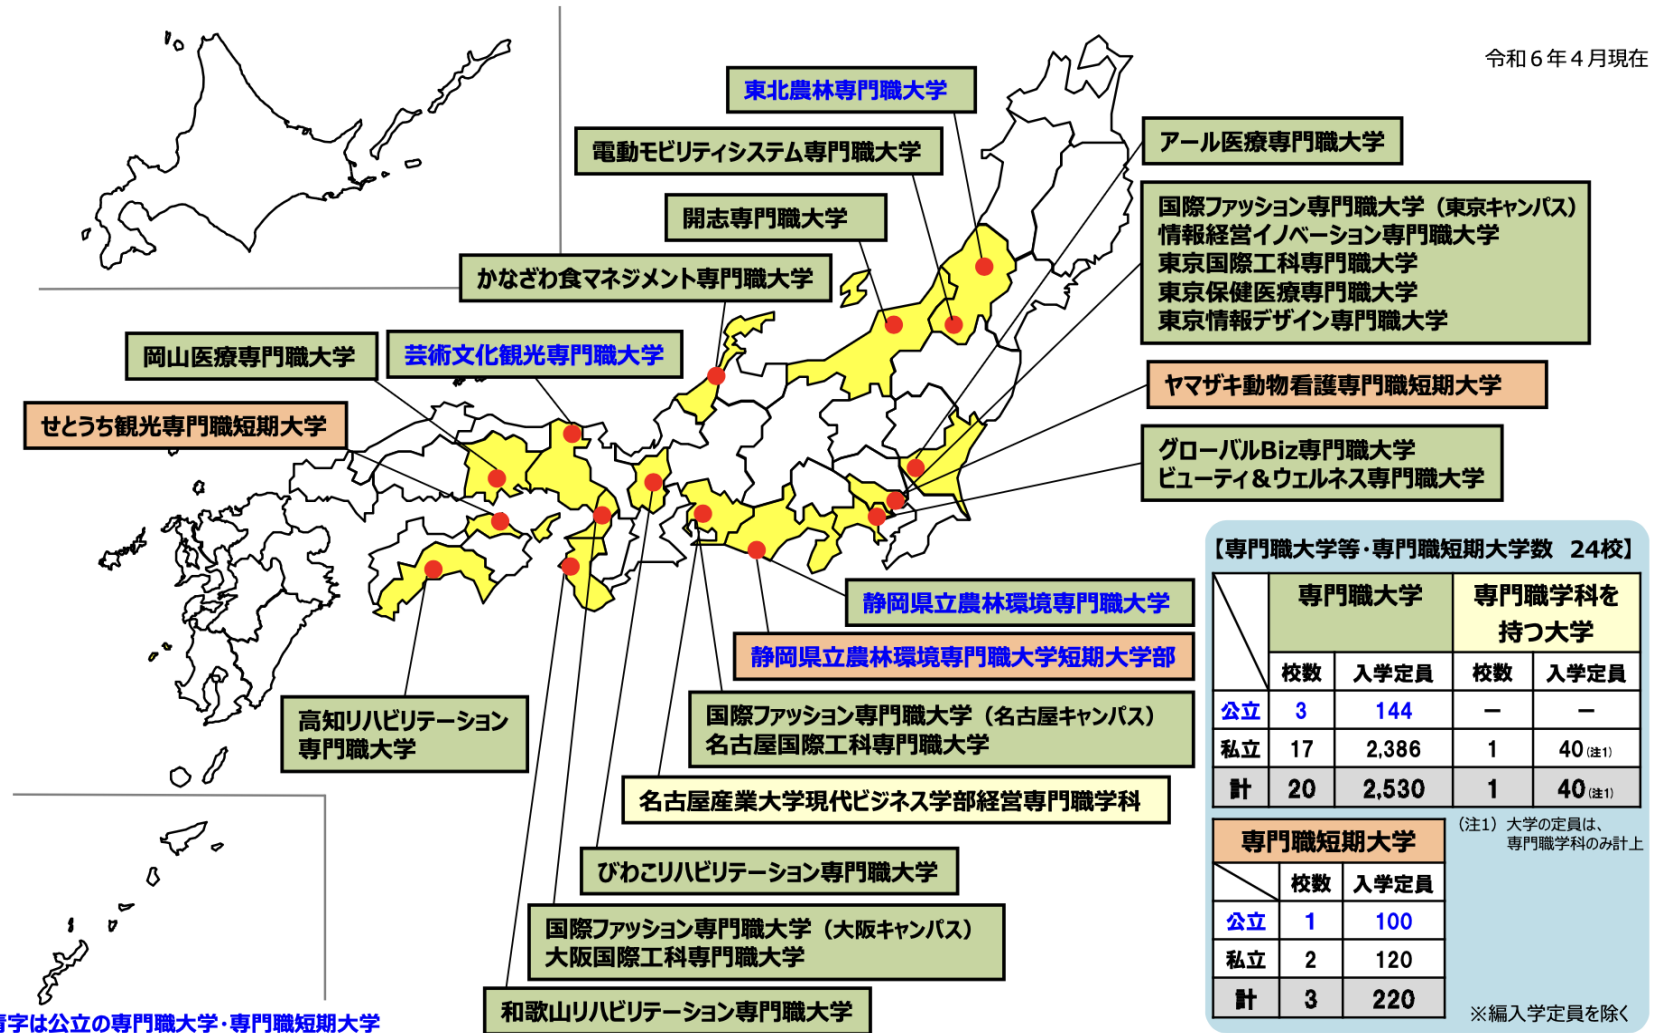 令和６年４月現在
東北農林専門職大学
電動モビリティシステム専門職大学
開志専門職大学
かなざわ食マネジメント専門職大学
岡山医療専門職大学
芸術文化観光専門職大学
せとうち観光専門職短期大学
アール医療専門職大学
国際ファッション専門職大学（東京キャンパス）
情報経営イノベーション専門職大学
東京国際工科専門職大学
東京保健医療専門職大学
東京情報デザイン専門職大学
ヤマザキ動物看護専門職短期大学
グローバルBiz専門職大学
ビューティ＆ウェルネス専門職大学
静岡県立農林環境専門職大学
静岡県立農林環境専門職大学短期大学部
国際ファッション専門職大学（名古屋キャンパス）
名古屋国際工科専門職大学
名古屋産業大学現代ビジネス学部経営専門職学科
高知リハビリテーション
専門職大学
びわこリハビリテーション専門職大学
国際ファッション専門職大学（大阪キャンパス）
大阪国際工科専門職大学
和歌山リハビリテーション専門職大学
青字は公立の専門職大学・専門職短期大学
【専門職大学等・専門職短期大学数　24校】
専門職大学 専門職学科を
持つ大学
校数 入学定員 校数 入学定員
公立 3 144 － －
私立 17 2,386 1 40(注1)
計 20 2,530 1 40(注1)
（注1）大学の定員は、
専門職学科のみ計上
専門職短期大学
校数 入学定員
公立 1 100
私立 2 120
計 3 220
※編入学定員を除く